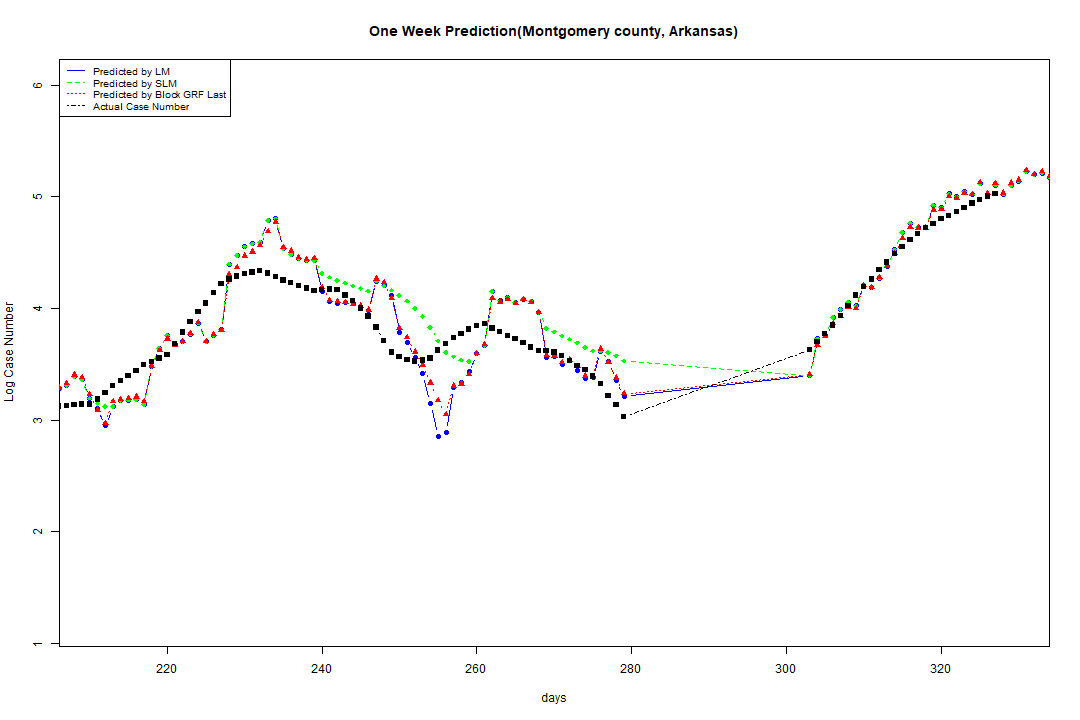 One Week Prediction(Montgomery county, Arkansas)
Predicted by LM
Predicted by SLM
Predicted by Block GRF Last
Actual Case Number
6
5
4
3
2
1
Log Case Number
220 240 260 280 300 320
days